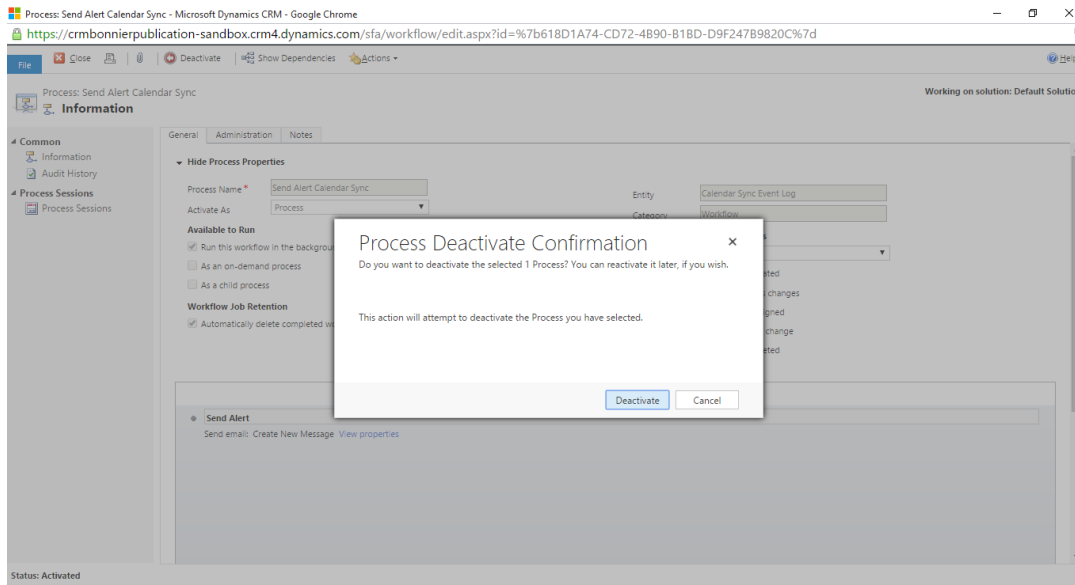 Process: Send Alert Calendar Sync - Microsoft Dynamics CRM - Google Chrome
https://crmbonnierpublication-sandbox.crm4.dynamics.com/sfa/workflow/edit.aspx?id=%7b618D1A74-CD72-4B90-B1BD-D9F247B9820C%7d
File Close Deactivate Show Dependencies Actions Help
Process: Send Alert Calendar Sync
Information
Working on solution: Default Solutio
Common
Information
Audit History
Process Sessions
Process Sessions
General Administration Notes
Hide Process Properties
Process Name * Send Alert Calendar Sync
Activate As Process
Available to Run
Run this workflow in the backgrou
As an on-demand process
As a child process
Workflow Job Retention
Automatically delete completed wo
Entity Calendar Sync Event Log
Category Workflow
s
ated
changes
gned
change
eted
Process Deactivate Confirmation
Do you want to deactivate the selected 1 Process? You can reactivate it later, if you wish.
This action will attempt to deactivate the Process you have selected.
Deactivate Cancel
Send Alert
Send email: Create New Message View properties
Status: Activated